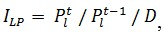 I_{LP} = P_l^t / P_l^{t-1} / D,